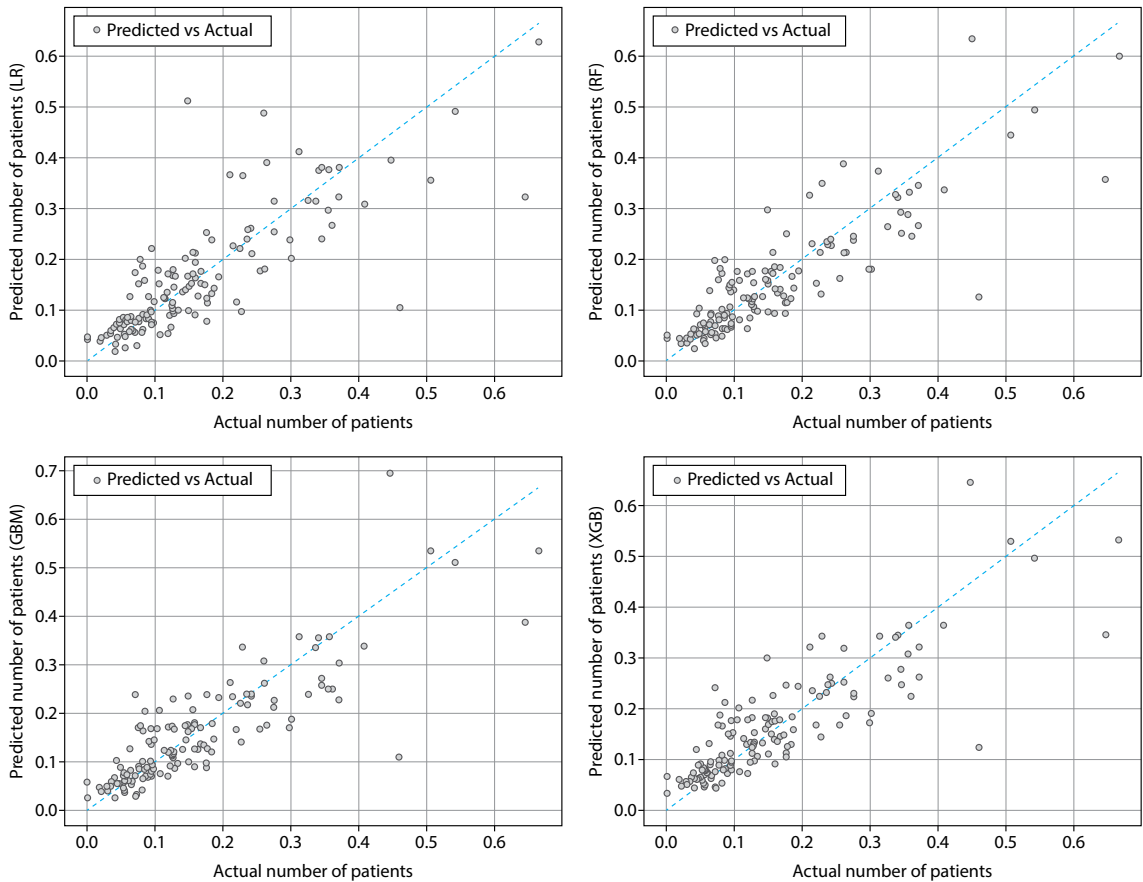 Predicted vs Actual
Predicted number of patients (LR)
0.6
0.5
0.4
0.3
0.2
0.1
0.0
0.0 0.1 0.2 0.3 0.4 0.5 0.6
Actual number of patients
Predicted vs Actual
Predicted number of patients (RF)
0.6
0.5
0.4
0.3
0.2
0.1
0.0
0.0 0.1 0.2 0.3 0.4 0.5 0.6
Actual number of patients
Predicted vs Actual
Predicted number of patients (GBM)
0.7
0.6
0.5
0.4
0.3
0.2
0.1
0.0
0.0 0.1 0.2 0.3 0.4 0.5 0.6
Actual number of patients
Predicted vs Actual
Predicted number of patients (XGB)
0.6
0.5
0.4
0.3
0.2
0.1
0.0
0.0 0.1 0.2 0.3 0.4 0.5 0.6
Actual number of patients